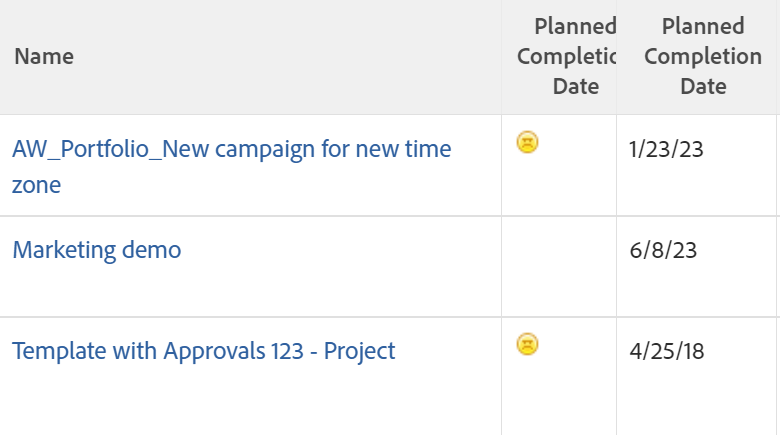 Name
Planned
Completic
Date
Planned
Completion
Date
AW_Portfolio_New campaign for new time
zone
1/23/23
Marketing demo
6/8/23
Template with Approvals 123 - Project
4/25/18